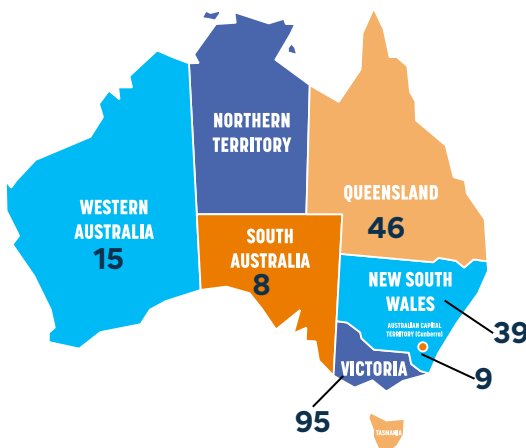 NORTHERN
TERRITORY
QUEENSLAND
46
WESTERN
AUSTRALIA
15
SOUTH
AUSTRALIA
8
NEW SOUTH
WALES
39
AUSTRALIAN CAPITAL
TERRITORY (Canberra)
9
VICTORIA
95
TASMANIA